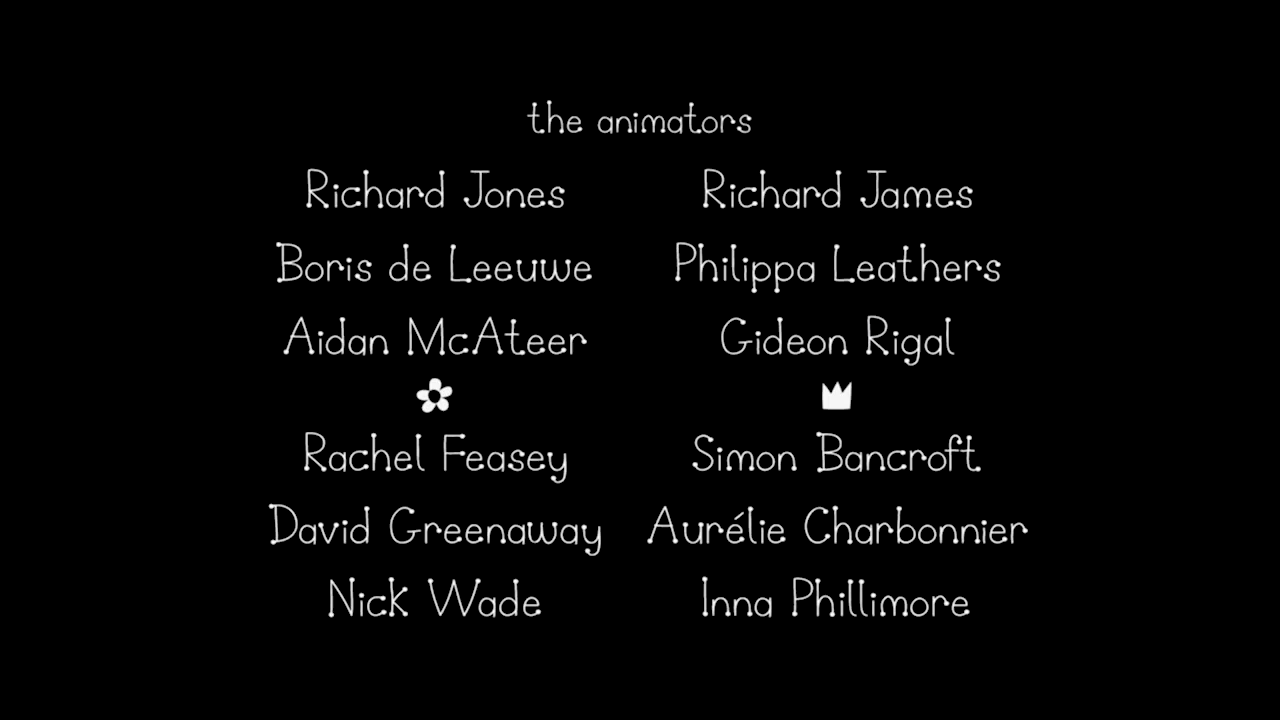 the animators
Richard Jones Richard James
Boris de Leeuwe Philippa Leathers
Aidan McAteer Gideon Rigal
Rachel Feasey Simon Bancroft
David Greenaway Aurélie Charbonnier
Nick Wade Inna Phillimore